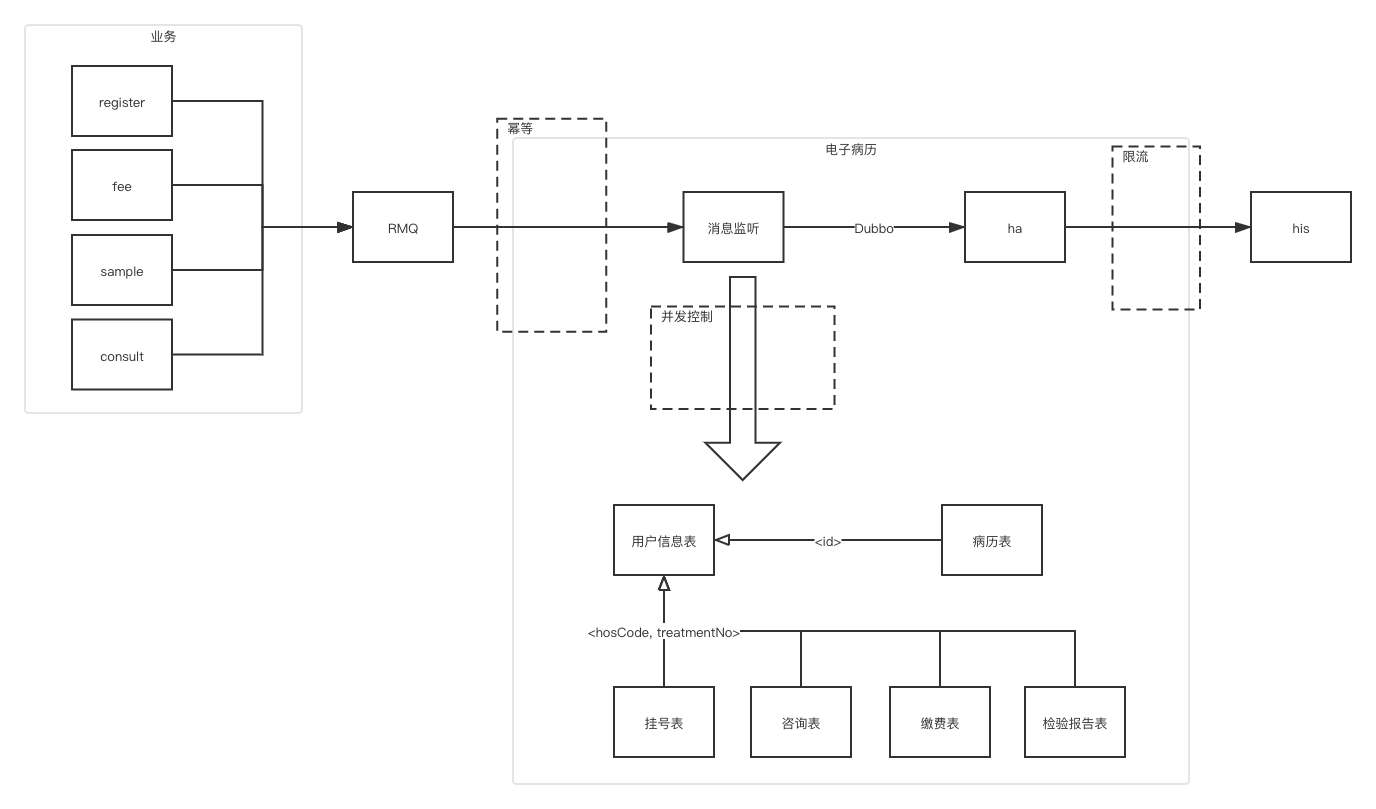 业务
register
fee
sample
consult
RMQ
幂等
电子病历
消息监听
Dubbo
ha
限流
his
并发控制
用户信息表
<id>
病历表
<hosCode, treatmentNo>
挂号表
咨询表
缴费表
检验报告表